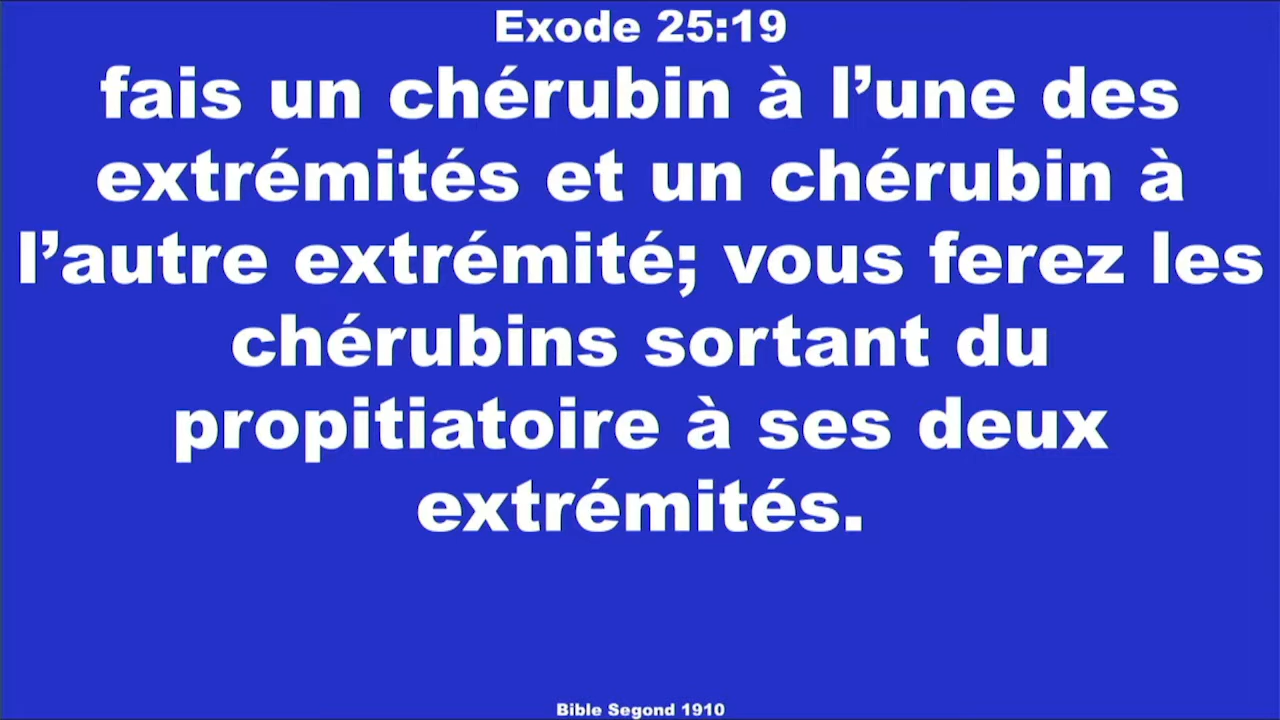 Exode 25:19
fais un chérubin à l’une des
extrémités et un chérubin à
l’autre extrémité; vous ferez les
chérubins sortant du
propitiatoire à ses deux
extrémités.
Bible Segond 1910